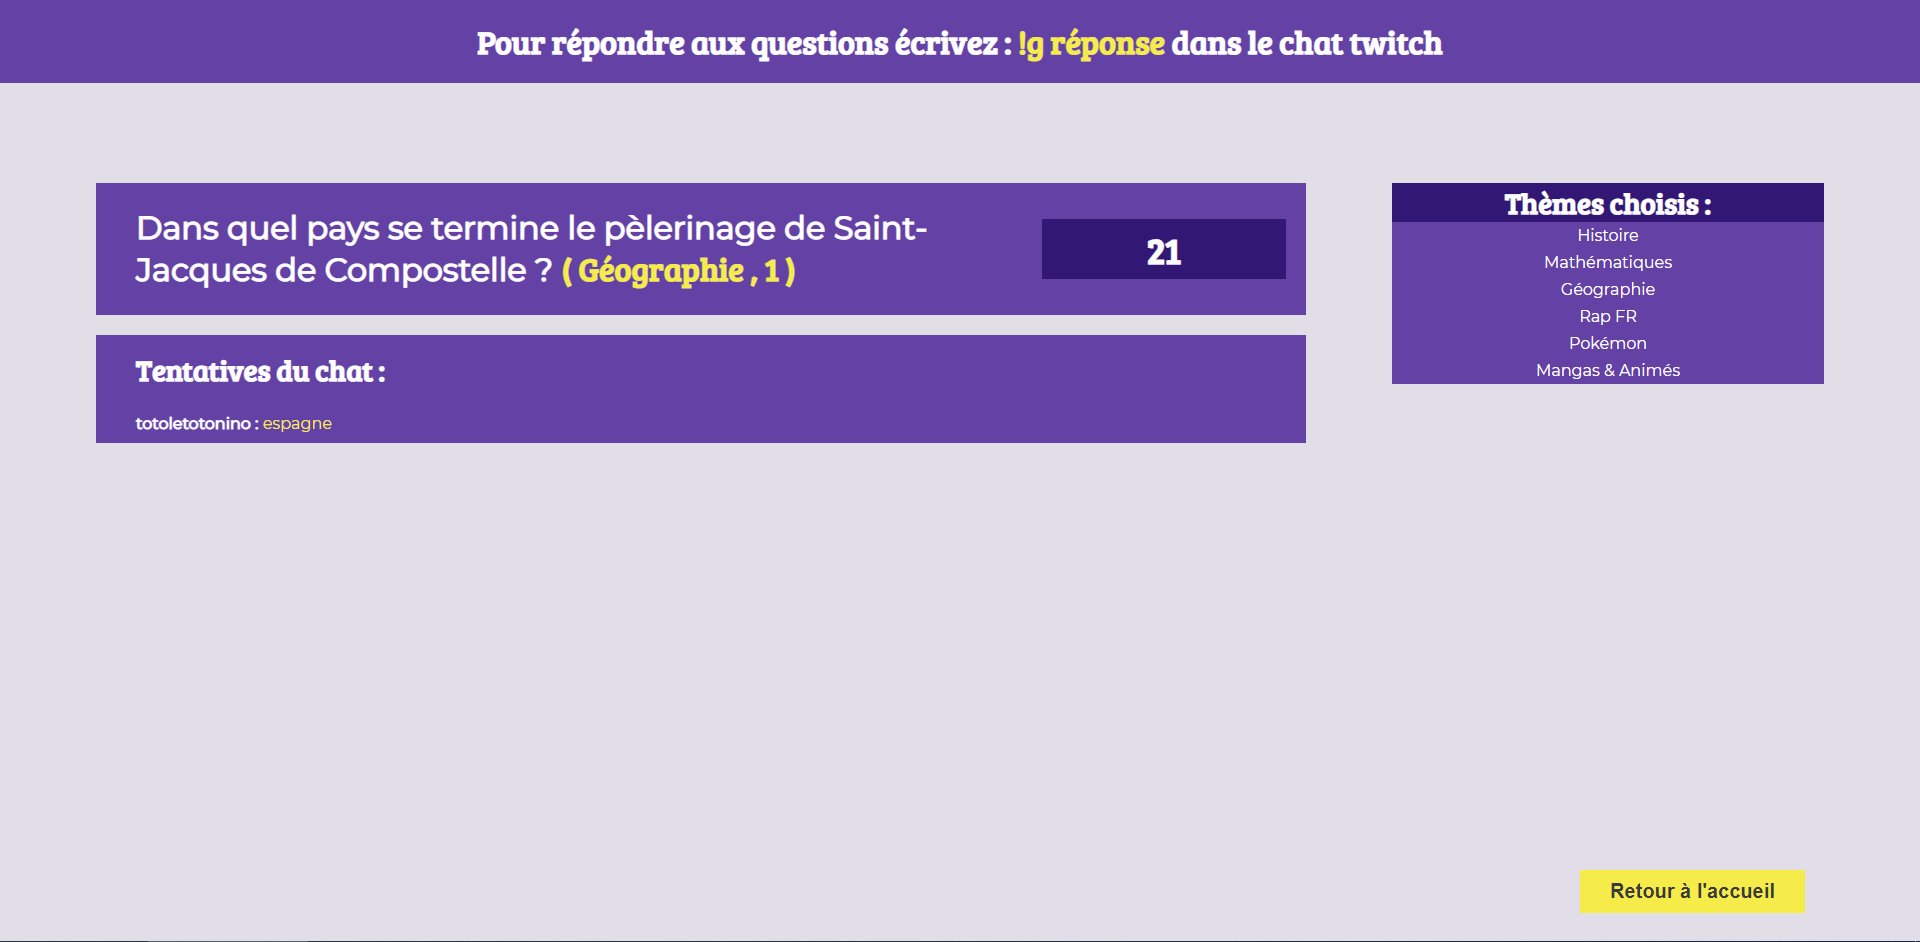 Pour répondre aux questions écrivez : !g réponse dans le chat twitch
Dans quel pays se termine le pèlerinage de Saint-
Jacques de Compostelle ? ( Géographie , 1 )
21
Tentatives du chat :
totoletotonino : espagne
Thèmes choisis :
Histoire
Mathématiques
Géographie
Rap FR
Pokémon
Mangas & Animés
Retour à l'accueil